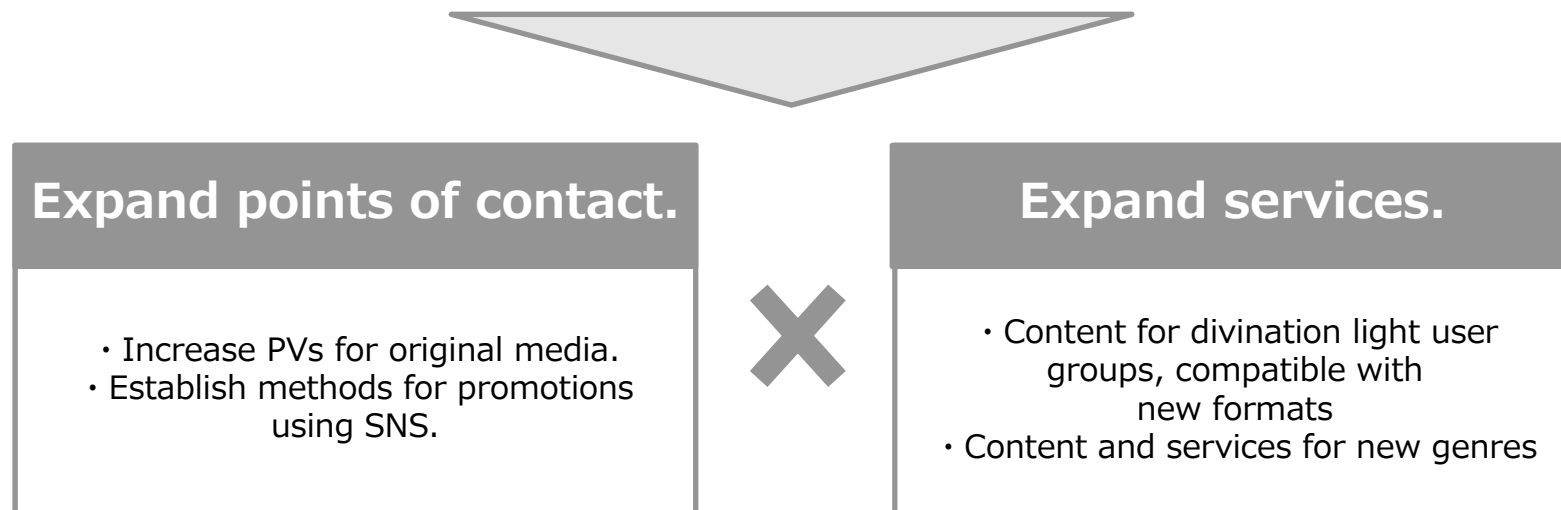 Expand points of contact.
・Increase PVs for original media.
・Establish methods for promotions
using SNS.
Expand services.
・Content for divination light user
groups, compatible with
new formats
・Content and services for new genres